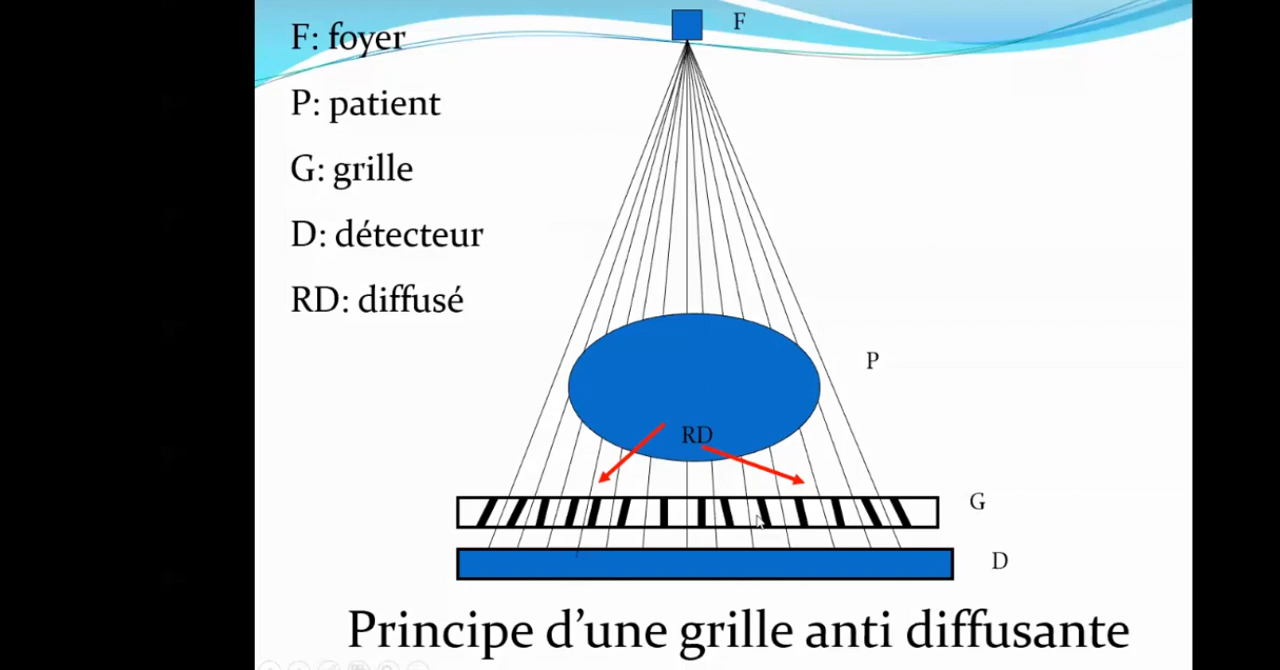 F: foyer
F
P: patient
G: grille
D: détecteur
RD: diffusé
P
RD
G
D
Principe d'une grille anti diffusante